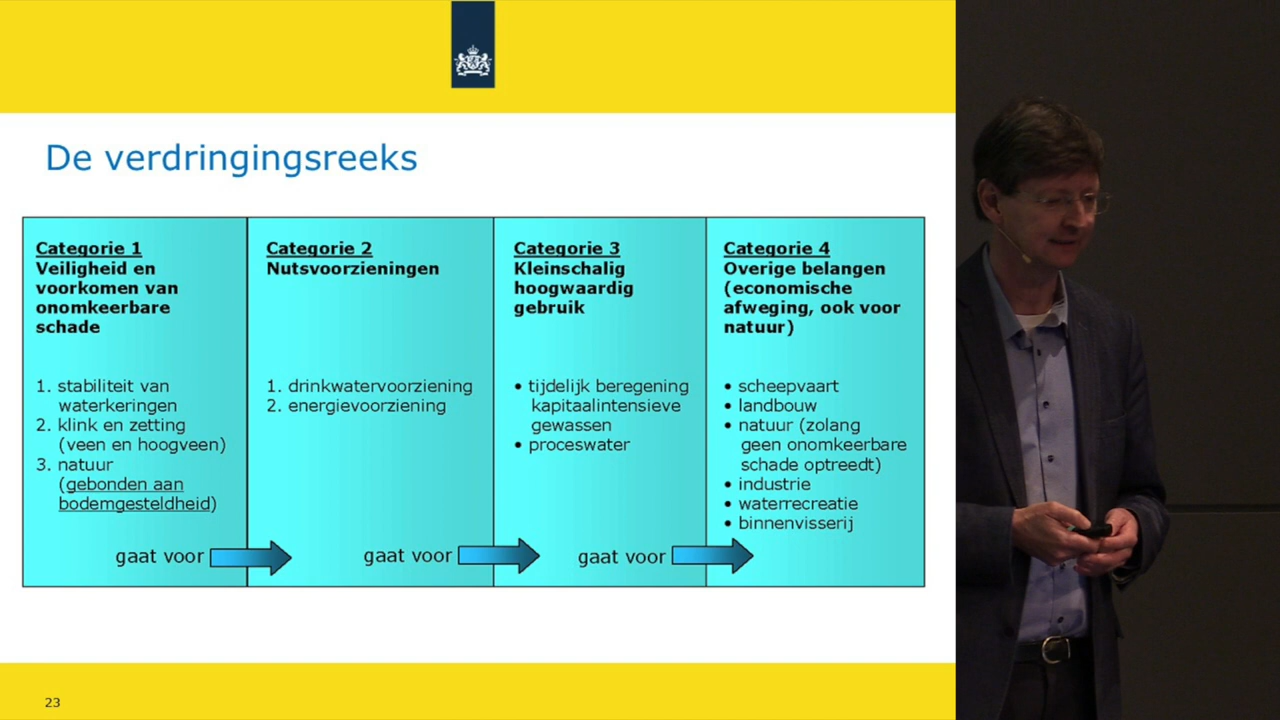 De verdringingsreeks
Categorie 1
Veiligheid en
voorkomen van
onomkeerbare
schade
1. stabiliteit van
waterkeringen
2. klink en zetting
(veen en hoogveen)
3. natuur
(gebonden aan
bodemgesteldheid)
gaat voor
Categorie 2
Nutsvoorzieningen
1. drinkwatervoorziening
2. energievoorziening
gaat voor
Categorie 3
Kleinschalig
hoogwaardig
gebruik
• tijdelijk beregening
kapitaalintensieve
gewassen
• proceswater
gaat voor
Categorie 4
Overige belangen
(economische
afweging, ook voor
natuur)
• scheepvaart
• landbouw
• natuur (zolang
geen onomkeerbare
schade optreedt)
• industrie
• waterrecreatie
• binnenvisserij
23